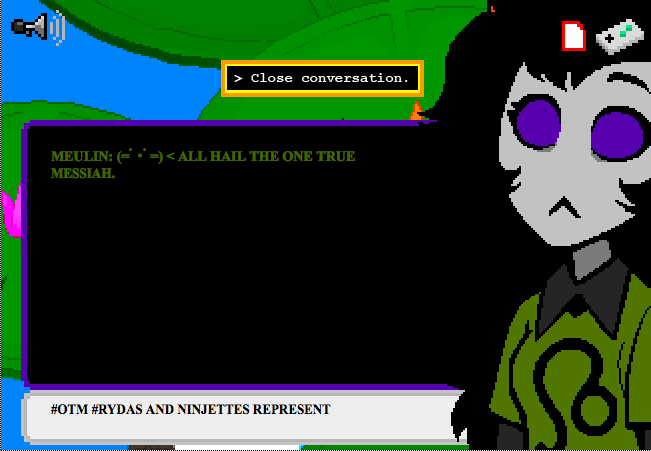 > Close conversation.
MEULIN: (=ﾟ・ﾟ=) < ALL HAIL THE ONE TRUE
MESSIAH.
#OTM #RYDAS AND NINJETTES REPRESENT